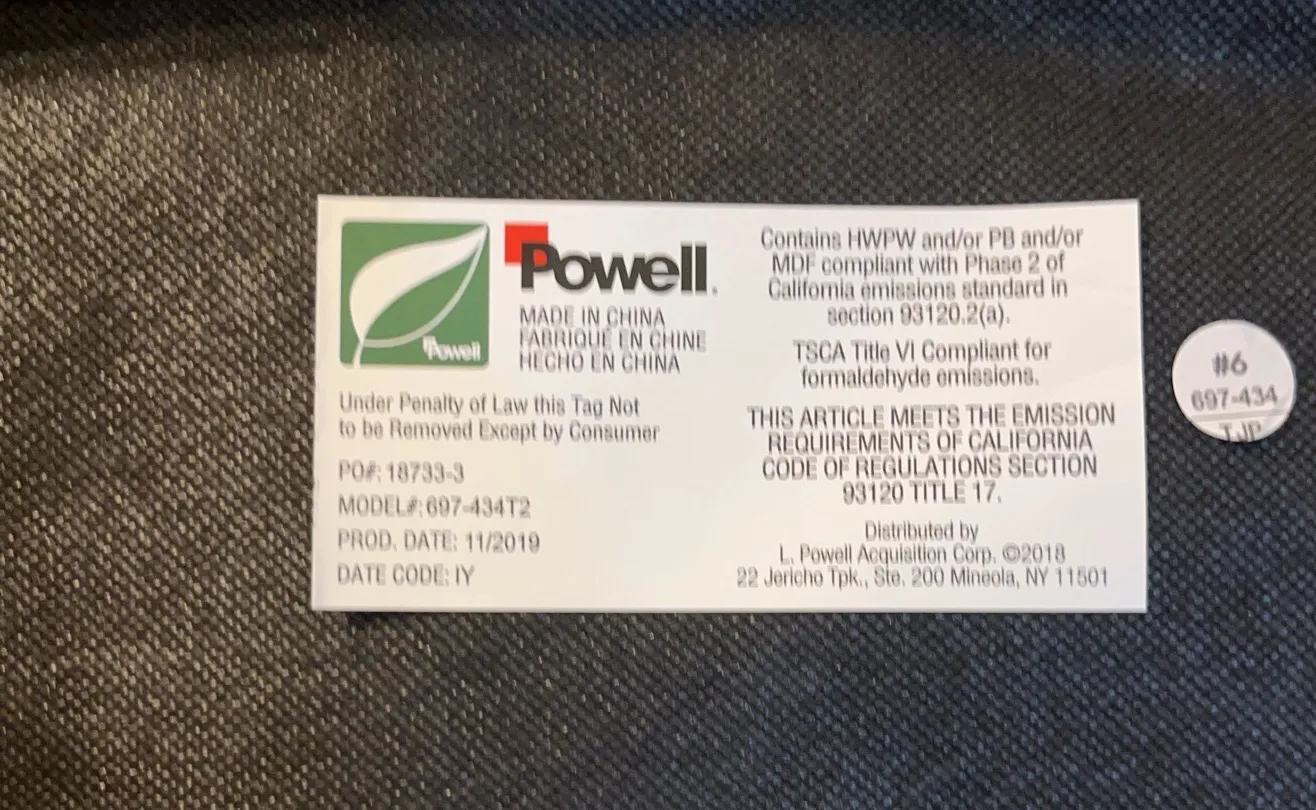 Powell
Powell®
MADE IN CHINA
FABRIQUÉ EN CHINE
HECHO EN CHINA
Under Penalty of Law this Tag Not
to be Removed Except by Consumer
PO#: 18733-3
MODEL#: 697-434T2
PROD. DATE: 11/2019
DATE CODE: IY
Contains HWPW and/or PB and/or
MDF compliant with Phase 2 of
California emissions standard in
section 93120.2(a).
TSCA Title VI Compliant for
formaldehyde emissions.
THIS ARTICLE MEETS THE EMISSION
REQUIREMENTS OF CALIFORNIA
CODE OF REGULATIONS SECTION
93120 TITLE 17.
Distributed by
L. Powell Acquisition Corp. ©2018
22 Jericho Tpk., Ste. 200 Mineola, NY 11501
#6
697-434
TJP